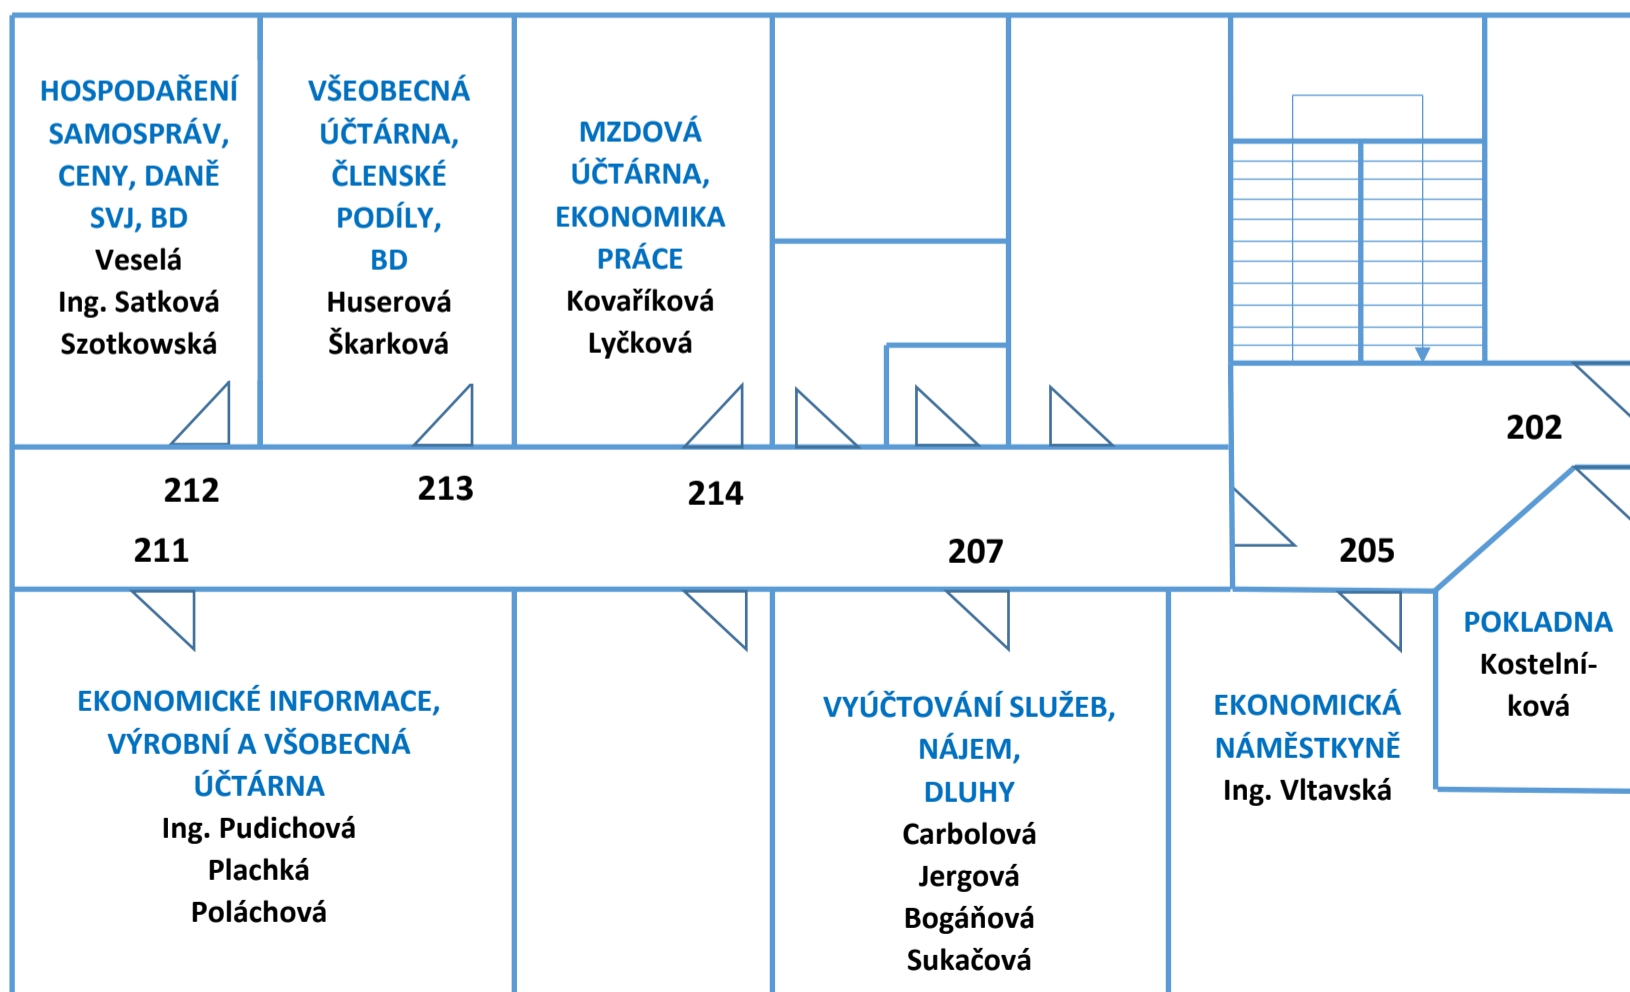 HOSPODAŘENÍ
SAMOSPRÁV,
CENY, DANĚ
SVJ, BD
Veselá
Ing. Satková
Szotkowská
VŠEOBECNÁ
ÚČTÁRNA,
ČLENSKÉ
PODÍLY,
BD
Huserová
Škarková
MZDOVÁ
ÚČTÁRNA,
EKONOMIKA
PRÁCE
Kovaříková
Lyčková
202
212
213
214
211
207
205
EKONOMICKÉ INFORMACE,
VÝROBNÍ A VŠOBECNÁ
ÚČTÁRNA
Ing. Pudichová
Plachká
Poláchová
VYÚČTOVÁNÍ SLUŽEB,
NÁJEM,
DLUHY
Carbolová
Jergová
Bogáňová
Sukačová
EKONOMICKÁ
NÁMĚSTKYNĚ
Ing. Vltavská
POKLADNA
Kostelní-
ková